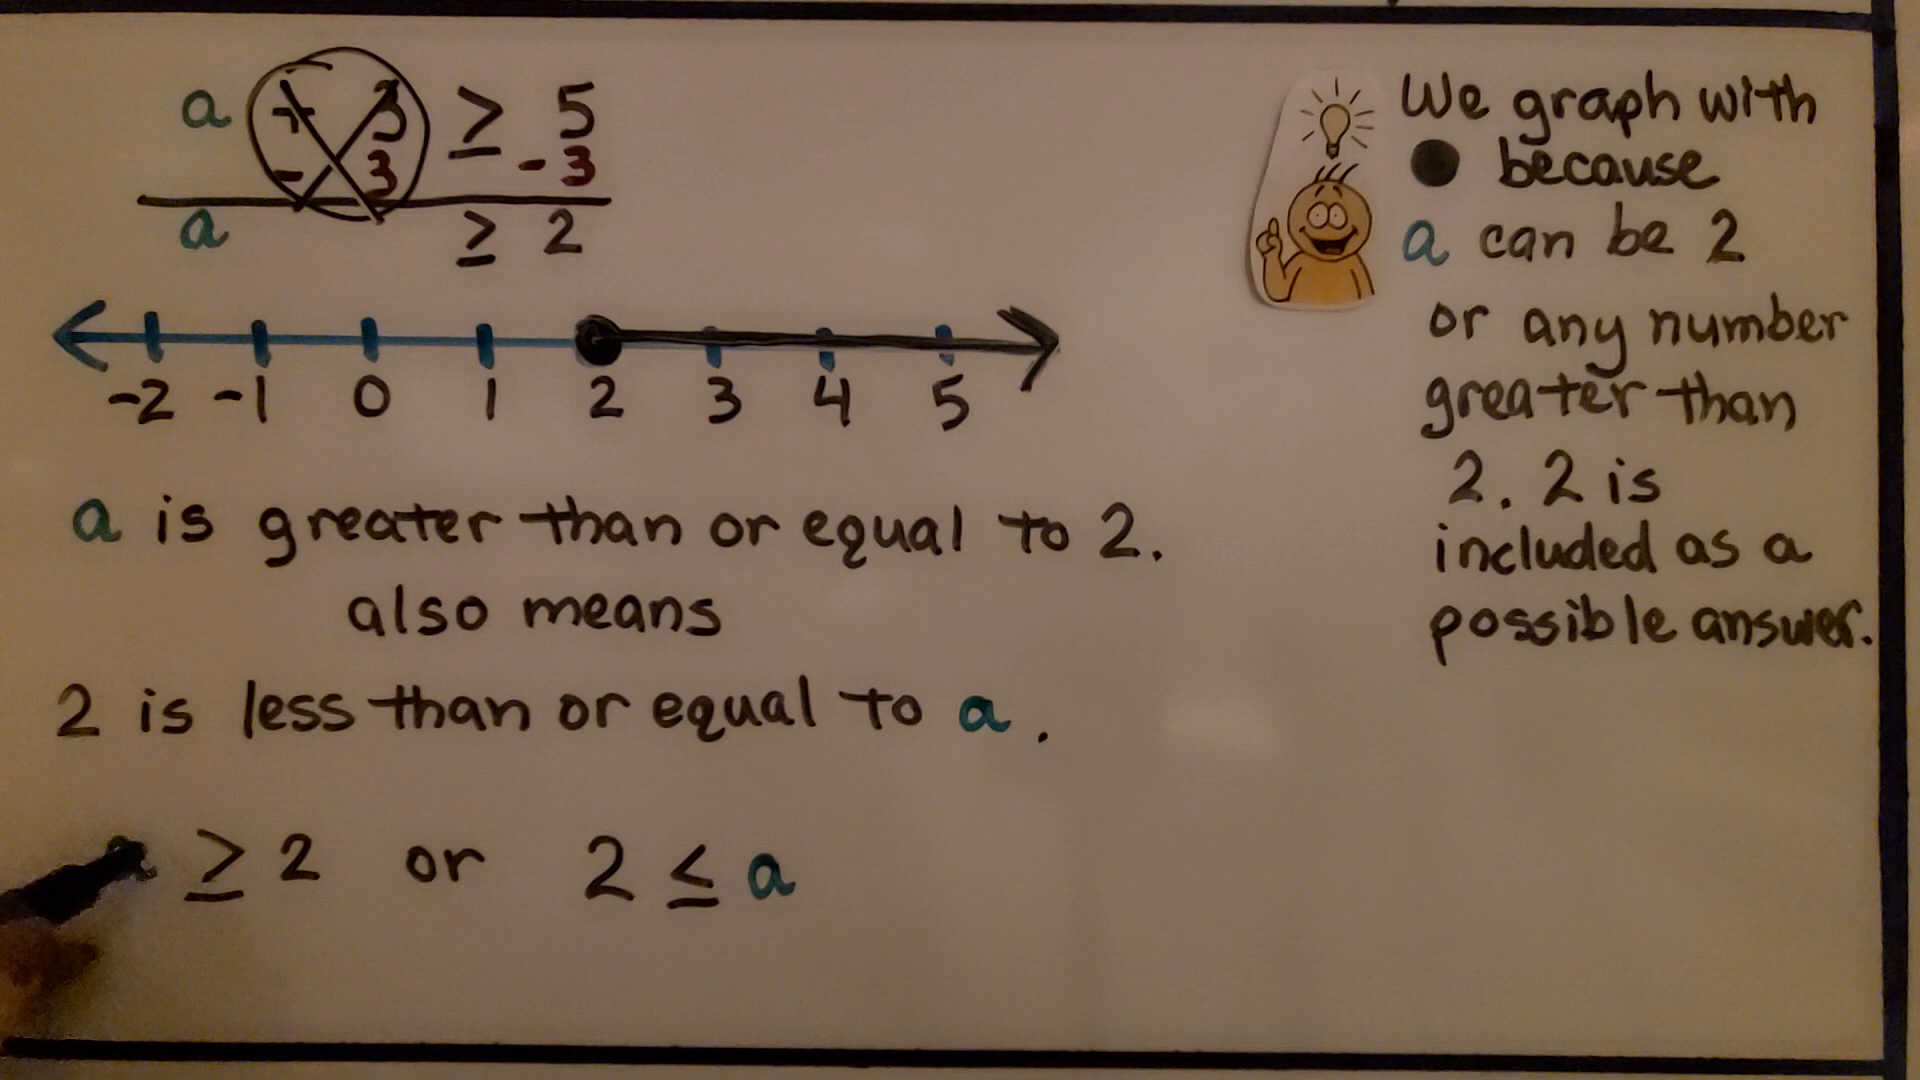 a + 3 ≥ 5
- 3 - 3
a ≥ 2
-2 -1 0 1 2 3 4 5
a is greater than or equal to 2.
also means
2 is less than or equal to a.
≥ 2 or 2 ≤ a
We graph with
● because
a can be 2
or any number
greater than
2. 2 is
included as a
possible answer.